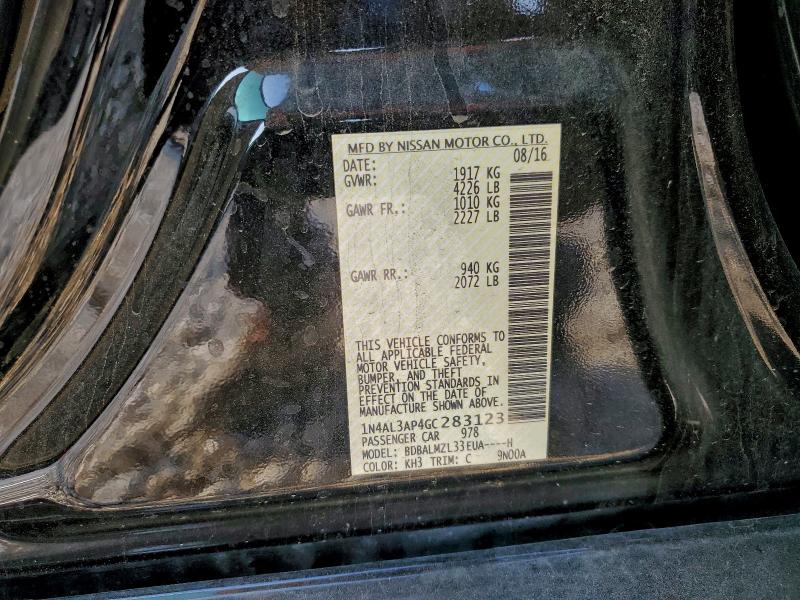 MFD BY NISSAN MOTOR CO., LTD.
DATE: 08/16
GVWR: 1917 KG
4226 LB
GAWR FR.: 1010 KG
2227 LB
GAWR RR.: 940 KG
2072 LB
THIS VEHICLE CONFORMS TO
ALL APPLICABLE FEDERAL
MOTOR VEHICLE SAFETY,
BUMPER, AND THEFT
PREVENTION STANDARDS IN
EFFECT ON THE DATE OF
MANUFACTURE SHOWN ABOVE.
1N4AL3AP4GC283123
PASSENGER CAR 978
MODEL: BDBALMZL33EUA----H
COLOR: KH3 TRIM: C 9N00A